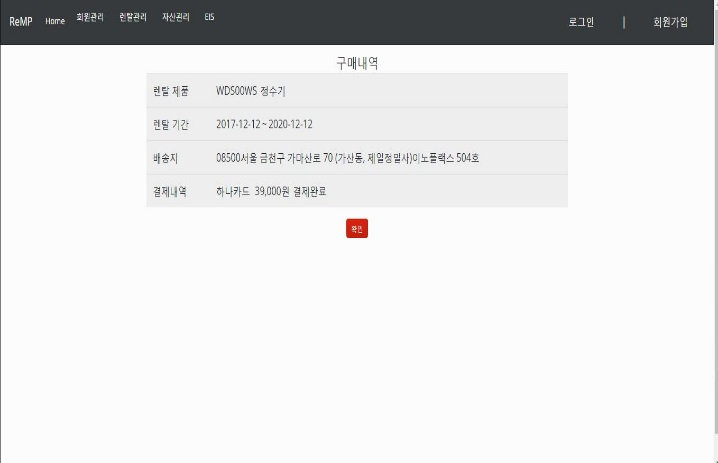 ReMP Home 회원관리 렌탈관리 자산관리 EIS 로그인 | 회원가입
구매내역
렌탈 제품 WDS00WS 정수기
렌탈 기간 2017-12-12 ~ 2020-12-12
배송지 08500서울 금천구 가마산로 70 (가산동, 제일정밀사)이노플랙스 504호
결제내역 하나카드 39,000원 결제완료
확인